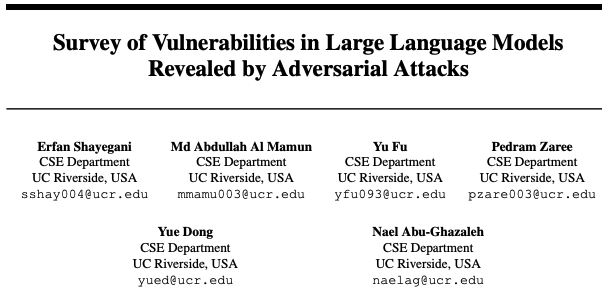 Survey of Vulnerabilities in Large Language Models
Revealed by Adversarial Attacks
Erfan Shayegani
CSE Department
UC Riverside, USA
sshay004@ucr.edu
Md Abdullah Al Mamun
CSE Department
UC Riverside, USA
mmamu003@ucr.edu
Yu Fu
CSE Department
UC Riverside, USA
yfu093@ucr.edu
Pedram Zaree
CSE Department
UC Riverside, USA
pzare003@ucr.edu
Yue Dong
CSE Department
UC Riverside, USA
yued@ucr.edu
Nael Abu-Ghazaleh
CSE Department
UC Riverside, USA
naelag@ucr.edu